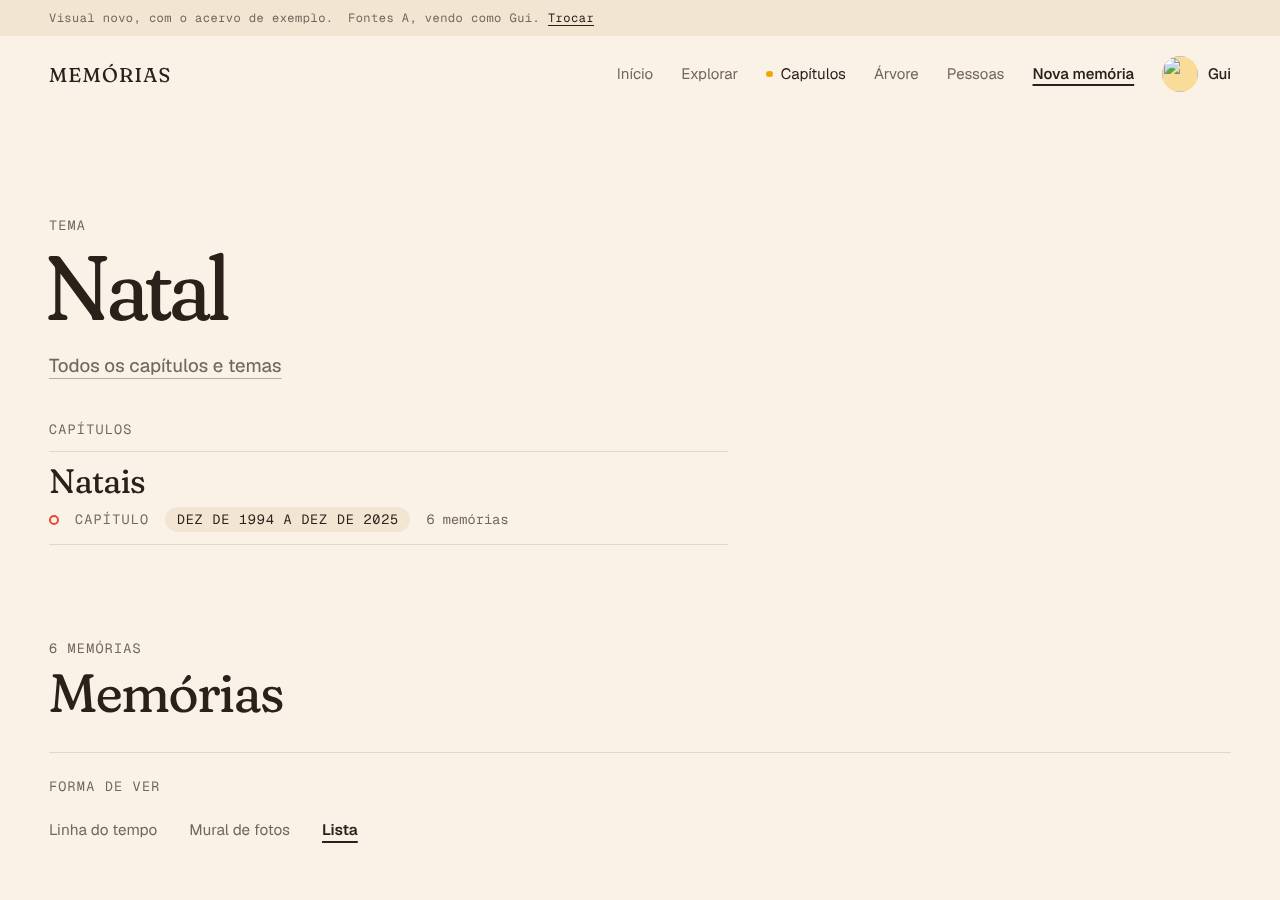 Visual novo, com o acervo de exemplo. Fontes A, vendo como Gui. Trocar
MEMÓRIAS
Início Explorar Capítulos Árvore Pessoas Nova memória Gui
TEMA
Natal
Todos os capítulos e temas
CAPÍTULOS
Natais
CAPÍTULO DEZ DE 1994 A DEZ DE 2025 6 memórias
6 MEMÓRIAS
Memórias
FORMA DE VER
Linha do tempo Mural de fotos Lista